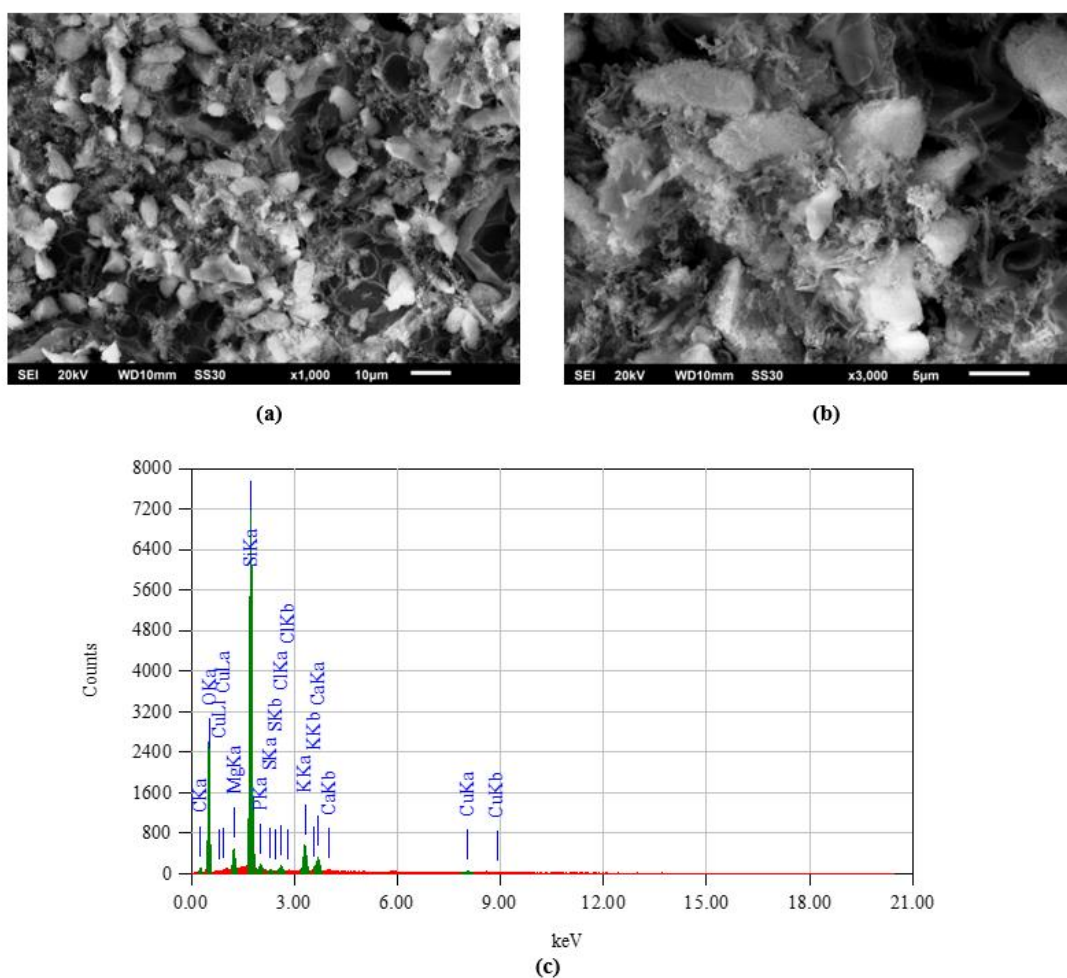 SEI 20kV WD10mm SS30 x1,000 10µm
(a)
SEI 20kV WD10mm SS30 x3,000 5µm
(b)
8000
7200
6400
5600
4800
4000
3200
2400
1600
800
0
Counts
CKa
OKa
CuLl
CuLa
MgKa
SiKa
PKa
SKa
SKb
ClKa
ClKb
KKa
KKb
CaKa
CaKb
CuKa
CuKb
0.00 3.00 6.00 9.00 12.00 15.00 18.00 21.00
keV
(c)